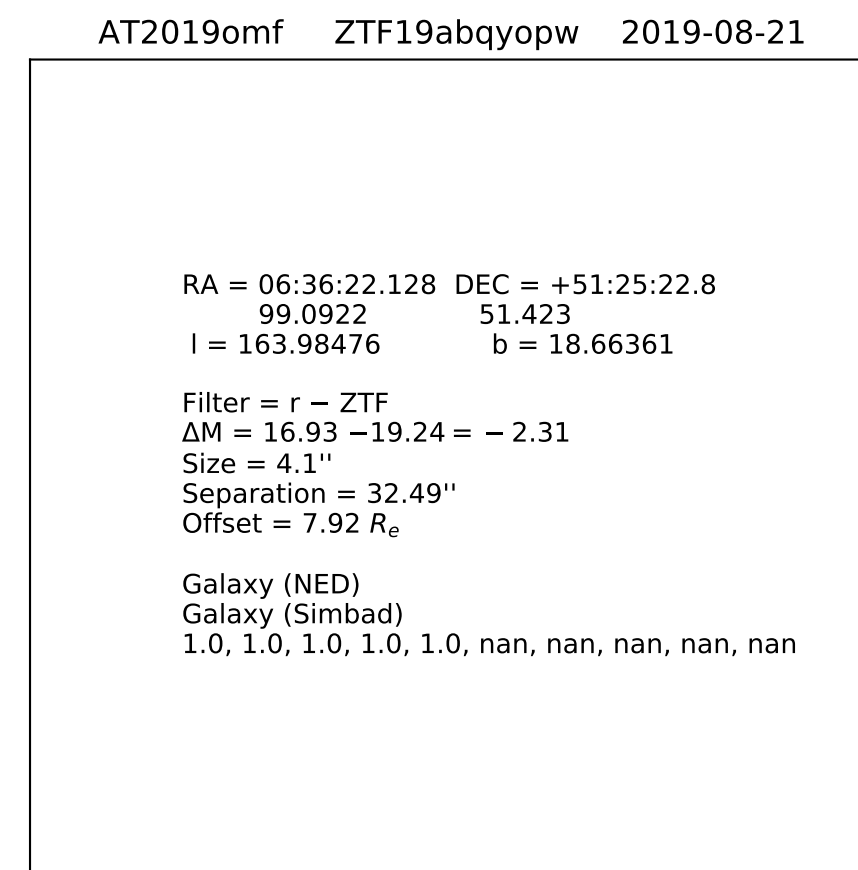 AT2019omf ZTF19abqyopw 2019-08-21
RA = 06:36:22.128 DEC = +51:25:22.8
99.0922 51.423
l = 163.98476 b = 18.66361
Filter = r − ZTF
ΔM = 16.93 −19.24 = − 2.31
Size = 4.1''
Separation = 32.49''
Offset = 7.92 Rₑ
Galaxy (NED)
Galaxy (Simbad)
1.0, 1.0, 1.0, 1.0, 1.0, nan, nan, nan, nan, nan